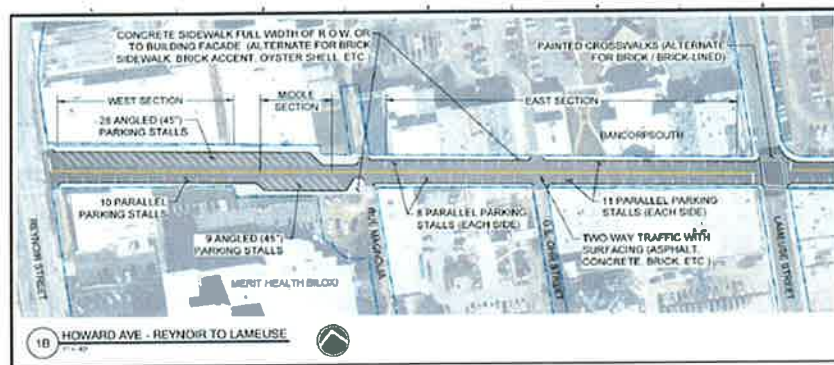 CONCRETE SIDEWALK FULL WIDTH OF R.O.W. OR
TO BUILDING FACADE (ALTERNATE FOR BRICK
SIDEWALK, BRICK ACCENT, OYSTER SHELL, ETC.
PAINTED CROSSWALKS (ALTERNATE
FOR BRICK / BRICK-LINED)
WEST SECTION
MIDDLE
SECTION
EAST SECTION
28 ANGLED (45°)
PARKING STALLS
BANCORPSOUTH
10 PARALLEL
PARKING STALLS
9 ANGLED (45°)
PARKING STALLS
8 PARALLEL PARKING
STALLS (EACH SIDE)
11 PARALLEL PARKING
STALLS (EACH SIDE)
TWO WAY TRAFFIC WITH
SURFACING (ASPHALT,
CONCRETE, BRICK, ETC.)
REYNOIR STREET
RUE MAGNOLIA
G.E. OHR STREET
LAMEUSE STREET
MERIT HEALTH BILOXI
1B
HOWARD AVE - REYNOIR TO LAMEUSE